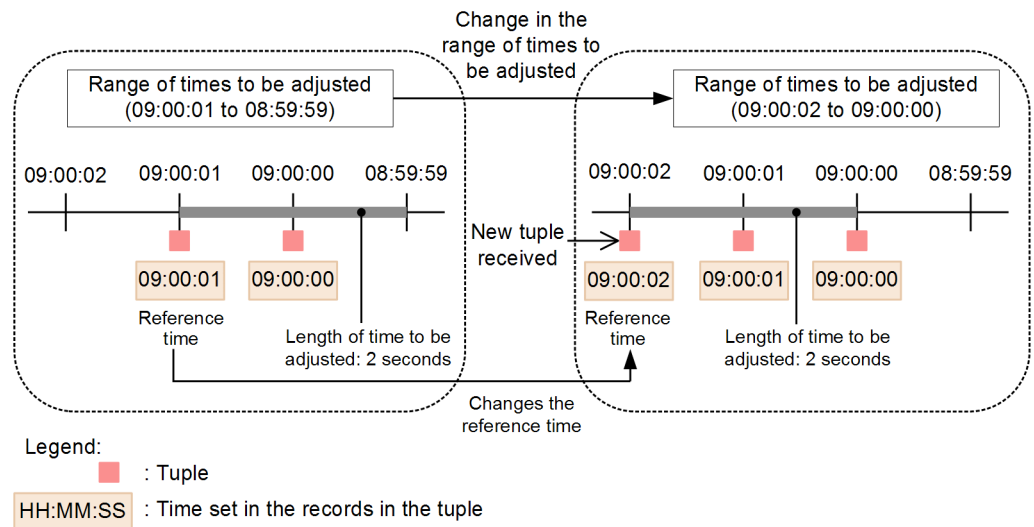 Change in the
range of times to
be adjusted
Range of times to be adjusted
(09:00:01 to 08:59:59)
Range of times to be adjusted
(09:00:02 to 09:00:00)
09:00:02 09:00:01 09:00:00 08:59:59
09:00:02 09:00:01 09:00:00 08:59:59
New tuple
received
09:00:01 09:00:00
09:00:02 09:00:01 09:00:00
Reference
time
Length of time to be
adjusted: 2 seconds
Reference
time
Length of time to be
adjusted: 2 seconds
Changes the
reference time
Legend:
: Tuple
HH:MM:SS : Time set in the records in the tuple